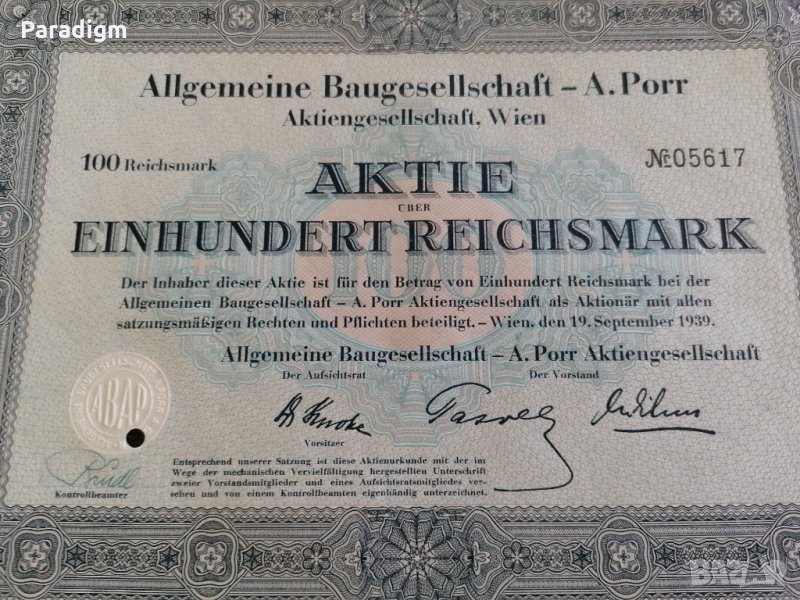 Paradigm
Allgemeine Baugesellschaft – A. Porr
Aktiengesellschaft, Wien
100 Reichsmark
№ 05617
AKTIE
ÜBER
EINHUNDERT REICHSMARK
Der Inhaber dieser Aktie ist für den Betrag von Einhundert Reichsmark bei der
Allgemeinen Baugesellschaft – A. Porr Aktiengesellschaft als Aktionär mit allen
satzungsmäßigen Rechten und Pflichten beteiligt. – Wien, den 19. September 1939.
Allgemeine Baugesellschaft – A. Porr Aktiengesellschaft
Der Aufsichtsrat
Der Vorstand
ABAP
Vorsitzer
Entsprechend unserer Satzung ist diese Aktienurkunde mit der im
Wege der mechanischen Vervielfältigung hergestellten Unterschrift
zweier Vorstandsmitglieder und eines Aufsichtsratsmitgliedes ver-
sehen und von einem Kontrollbeamten eigenhändig unterzeichnet.
Kontrollbeamter